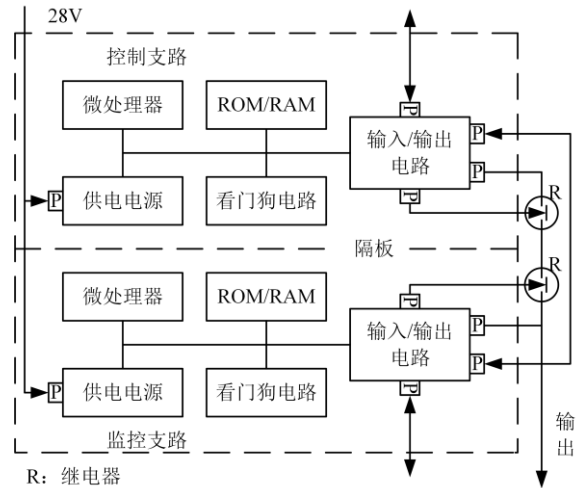 28V
控制支路
微处理器
ROM/RAM
P
输入/输出
电路
P
P
P
P
供电电源
看门狗电路
R
隔板
R
微处理器
ROM/RAM
P
输入/输出
电路
P
P
P
P
供电电源
看门狗电路
监控支路
输
出
R：继电器